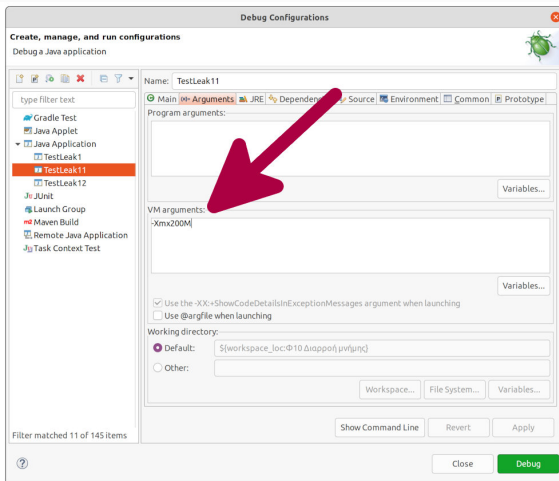 Debug Configurations
Create, manage, and run configurations
Debug a Java application
type filter text
Gradle Test
Java Applet
Java Application
TestLeak1
TestLeak11
TestLeak12
JUnit
Launch Group
Maven Build
Remote Java Application
Task Context Test
Filter matched 11 of 145 items
Name: TestLeak11
Main Arguments JRE Source Environment Common Prototype
Program arguments:
Variables...
VM arguments:
-Xmx200M
Variables...
Use the -XX:+ShowCodeDetailsInExceptionMessages argument when launching
Use @argfile when launching
Working directory:
Default: ${workspace_loc:Φ10 Διαρροή μνήμης}
Other:
Workspace... File System... Variables...
Show Command Line Revert Apply
Close Debug